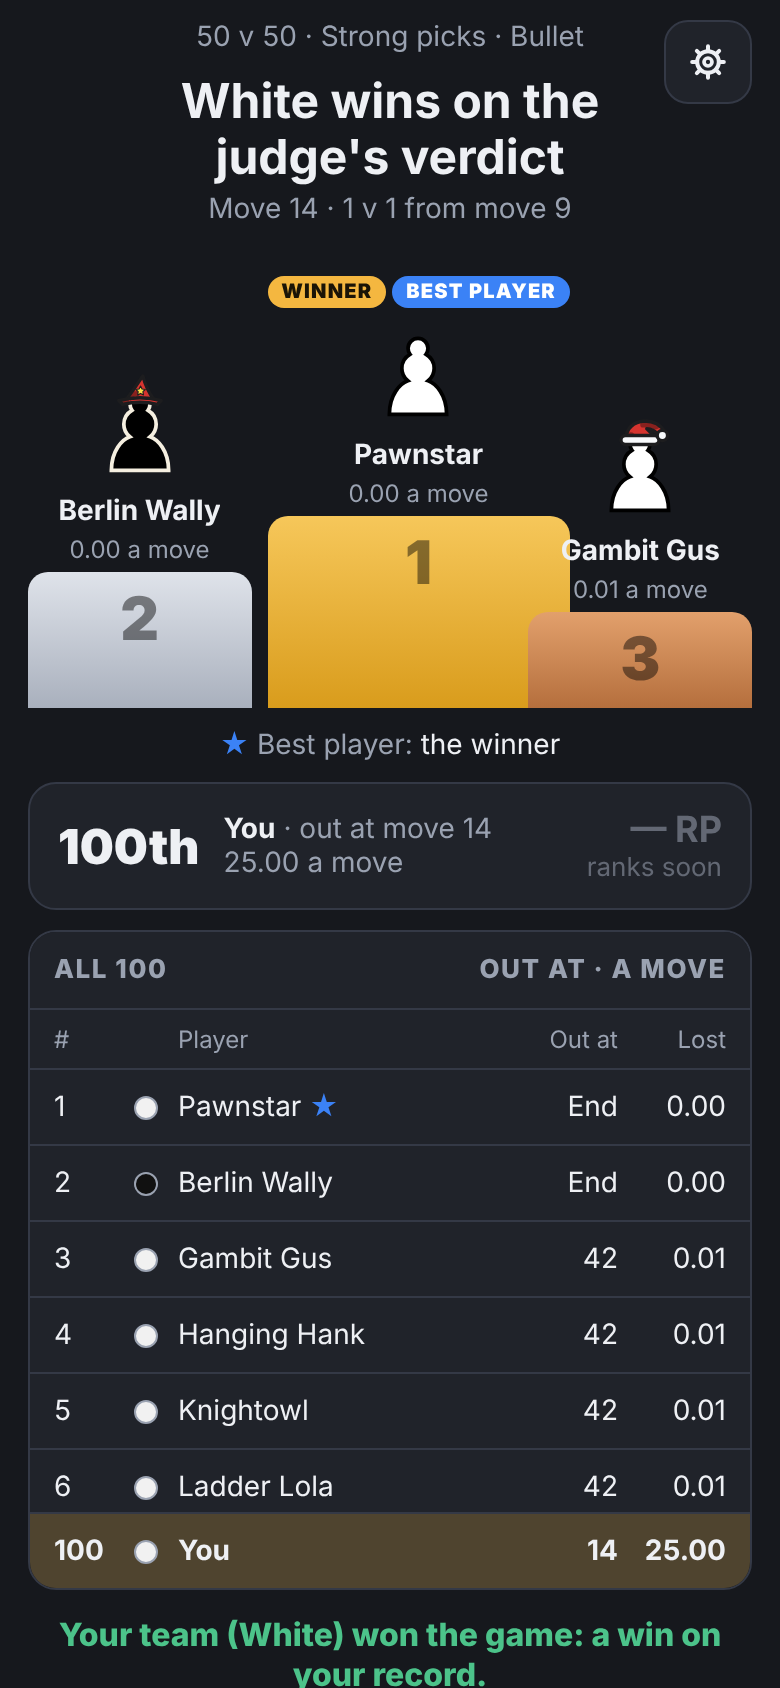 50 v 50 · Strong picks · Bullet
White wins on the
judge's verdict
Move 14 · 1 v 1 from move 9
WINNER BEST PLAYER
Pawnstar
0.00 a move
1
Berlin Wally
0.00 a move
2
Gambit Gus
0.01 a move
3
★ Best player: the winner
100th
You · out at move 14
25.00 a move
— RP
ranks soon
ALL 100 OUT AT · A MOVE
# Player Out at Lost
1 Pawnstar ★ End 0.00
2 Berlin Wally End 0.00
3 Gambit Gus 42 0.01
4 Hanging Hank 42 0.01
5 Knightowl 42 0.01
6 Ladder Lola 42 0.01
100 You 14 25.00
Your team (White) won the game: a win on
your record.